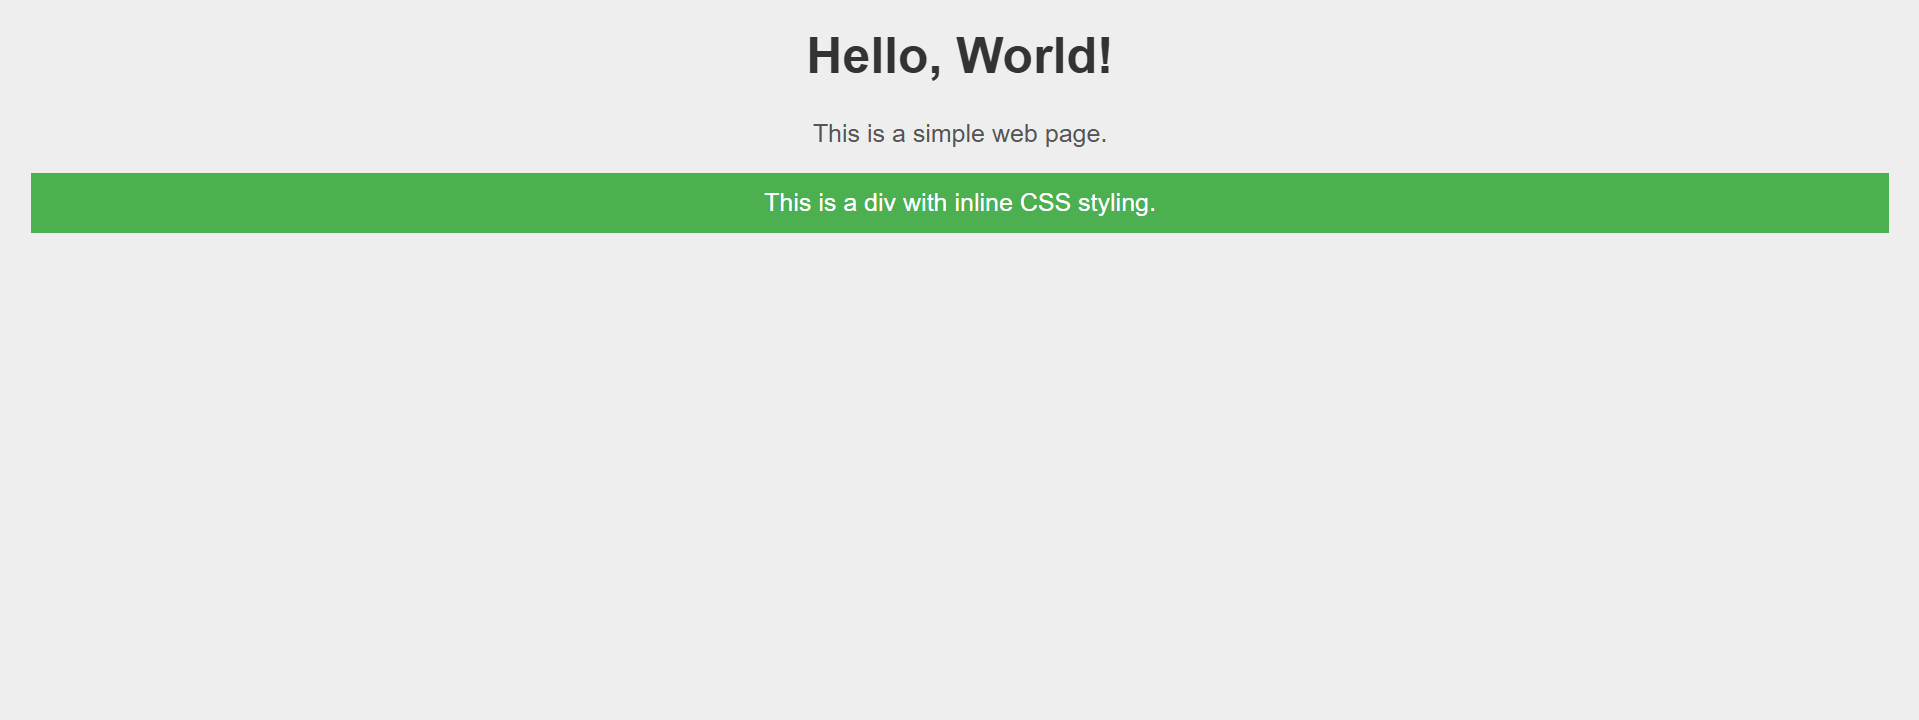 Hello, World!
This is a simple web page.
This is a div with inline CSS styling.